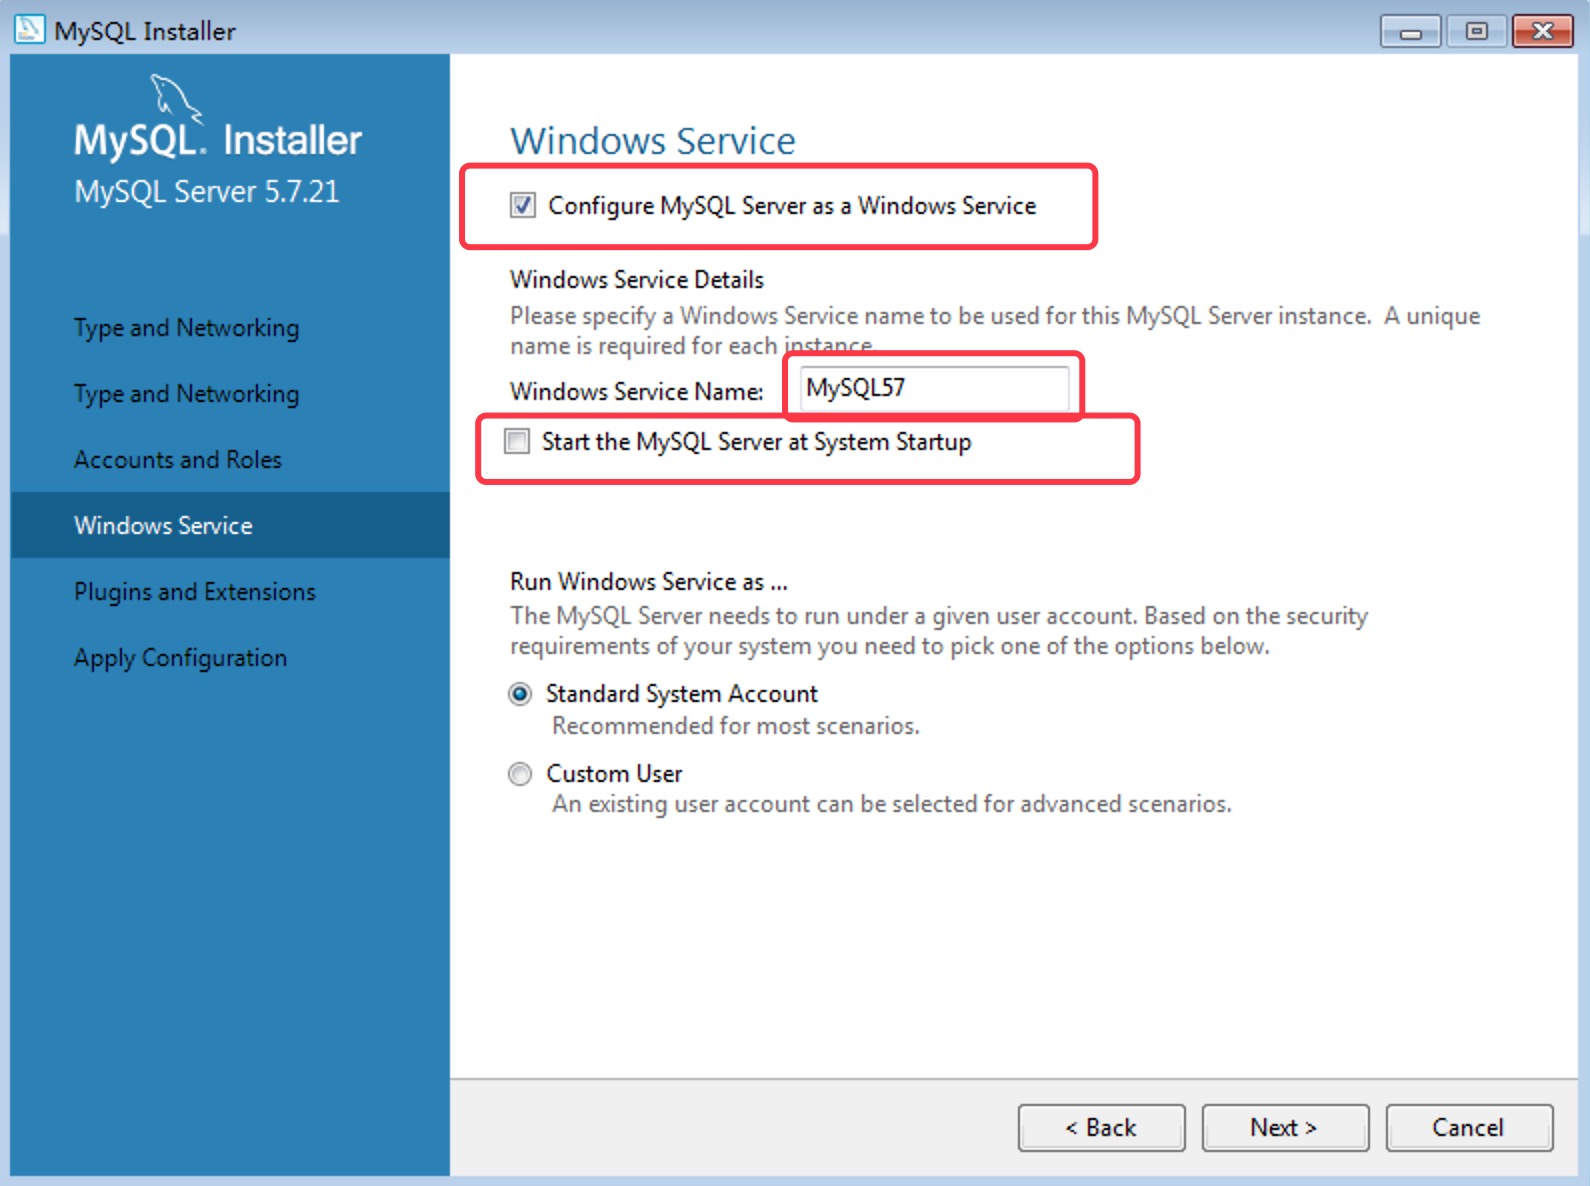 MySQL Installer
MySQL. Installer
MySQL Server 5.7.21
Type and Networking
Type and Networking
Accounts and Roles
Windows Service
Plugins and Extensions
Apply Configuration
Windows Service
Configure MySQL Server as a Windows Service
Windows Service Details
Please specify a Windows Service name to be used for this MySQL Server instance. A unique
name is required for each instance.
Windows Service Name: MySQL57
Start the MySQL Server at System Startup
Run Windows Service as ...
The MySQL Server needs to run under a given user account. Based on the security
requirements of your system you need to pick one of the options below.
Standard System Account
Recommended for most scenarios.
Custom User
An existing user account can be selected for advanced scenarios.
< Back Next > Cancel